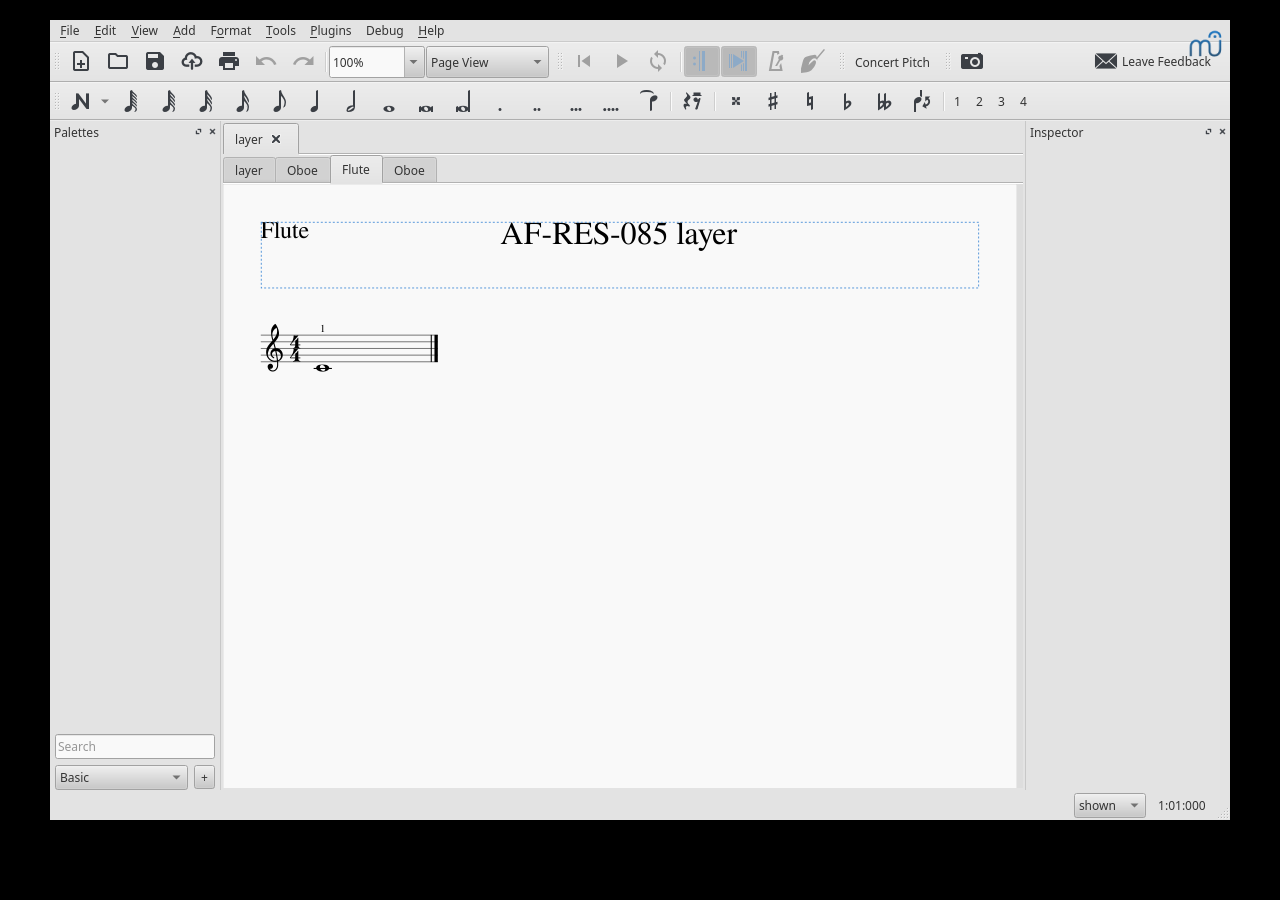 File Edit View Add Format Tools Plugins Debug Help
100% Page View Concert Pitch Leave Feedback
1 2 3 4
Palettes
layer
Inspector
layer Oboe Flute Oboe
Flute AF-RES-085 layer
1
Search
Basic +
shown 1:01:000